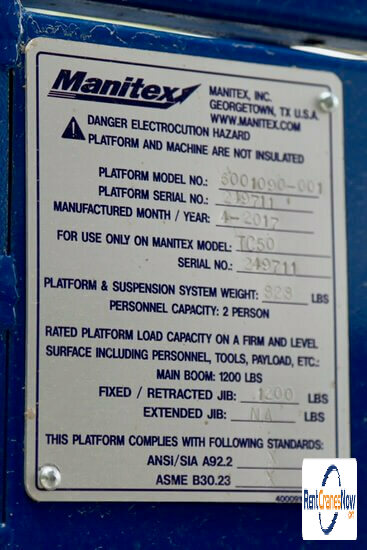 Manitex
MANITEX, INC.
GEORGETOWN, TX U.S.A.
WWW.MANITEX.COM
DANGER ELECTROCUTION HAZARD
PLATFORM AND MACHINE ARE NOT INSULATED
PLATFORM MODEL NO.: 6001090-001
PLATFORM SERIAL NO.: 219711
MANUFACTURED MONTH / YEAR: 4-2017
FOR USE ONLY ON MANITEX MODEL: TC50
SERIAL NO.: 219711
PLATFORM & SUSPENSION SYSTEM WEIGHT: 928 LBS
PERSONNEL CAPACITY: 2 PERSON
RATED PLATFORM LOAD CAPACITY ON A FIRM AND LEVEL
SURFACE INCLUDING PERSONNEL, TOOLS, PAYLOAD, ETC.:
MAIN BOOM: 1200 LBS
FIXED / RETRACTED JIB: 1200 LBS
EXTENDED JIB: NA LBS
THIS PLATFORM COMPLIES WITH FOLLOWING STANDARDS:
ANSI/SIA A92.2 X
ASME B30.23 X
RentCranesNow